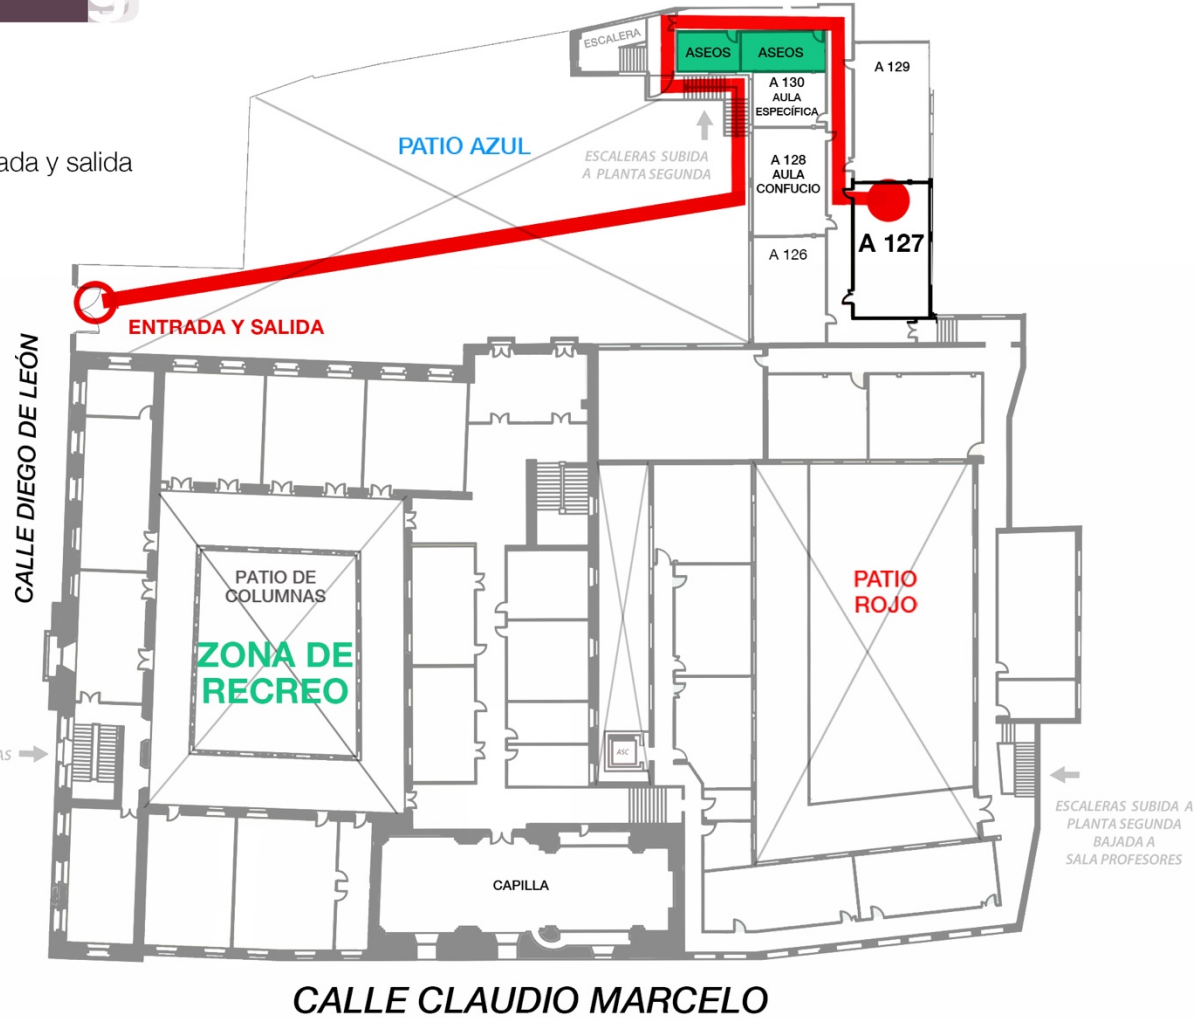 ada y salida
ESCALERA
ASEOS
ASEOS
A 129
A 130
AULA
ESPECÍFICA
PATIO AZUL
ESCALERAS SUBIDA
A PLANTA SEGUNDA
A 128
AULA
CONFUCIO
A 127
A 126
ENTRADA Y SALIDA
CALLE DIEGO DE LEÓN
PATIO DE
COLUMNAS
ZONA DE
RECREO
PATIO
ROJO
AS
ASC
ESCALERAS SUBIDA A
PLANTA SEGUNDA
BAJADA A
SALA PROFESORES
CAPILLA
CALLE CLAUDIO MARCELO